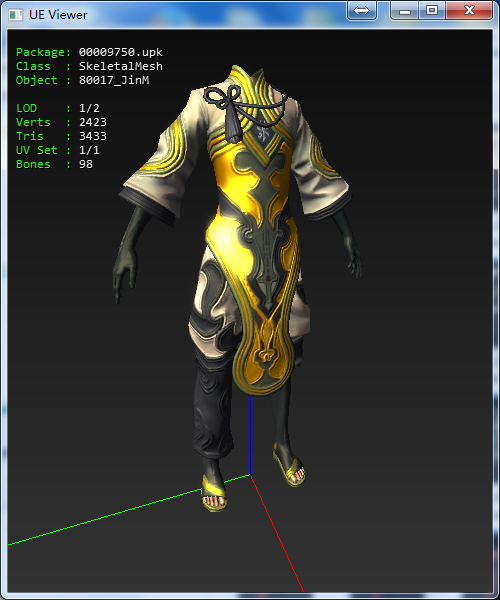 UE Viewer
Package: 00009750.upk
Class : SkeletalMesh
Object : 80017_JinM
LOD : 1/2
Verts : 2423
Tris : 3433
UV Set : 1/1
Bones : 98